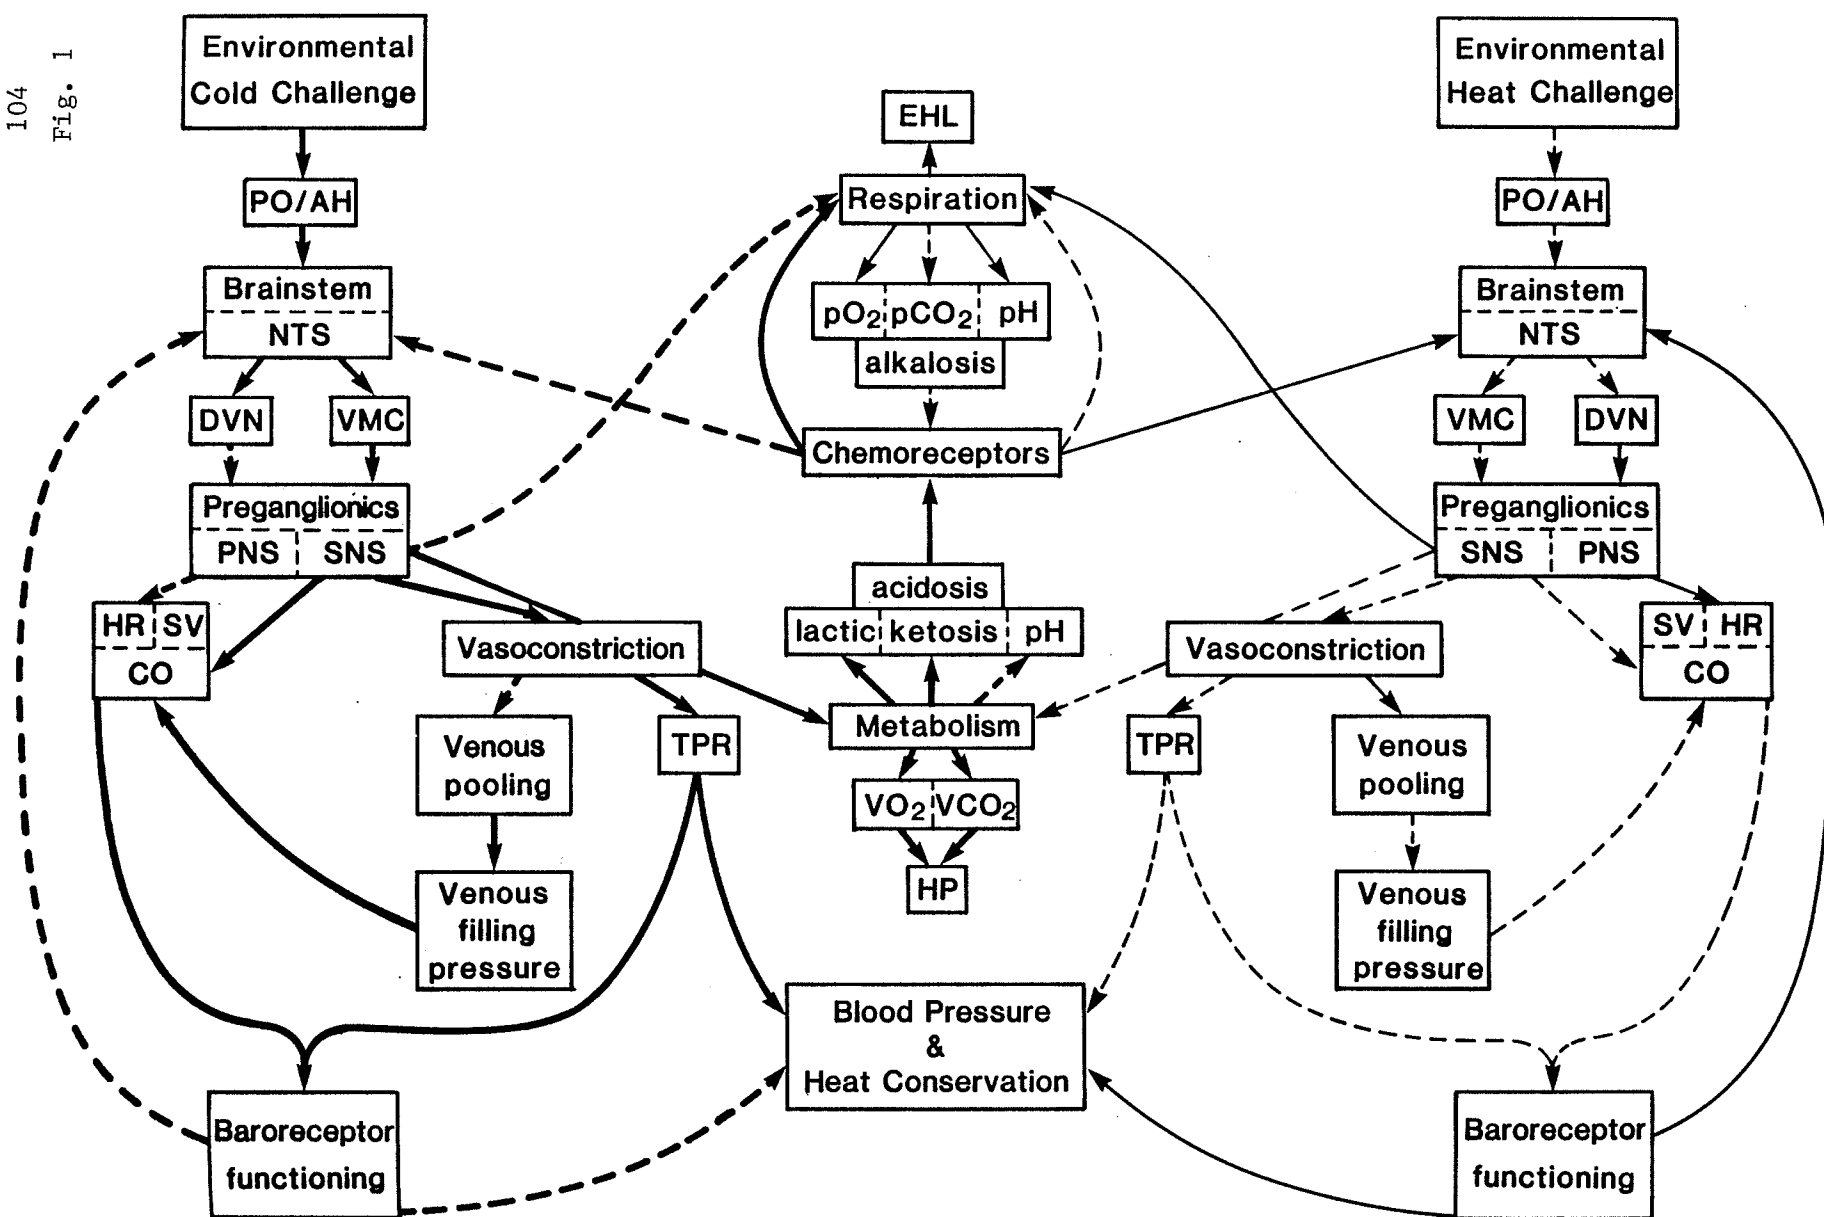 104
Fig. 1
Environmental
Cold Challenge
PO/AH
Brainstem
NTS
DVN
VMC
Preganglionics
PNS SNS
HR SV
CO
Vasoconstriction
Venous
pooling
TPR
Venous
filling
pressure
Baroreceptor
functioning
EHL
Respiration
pO₂ pCO₂ pH
alkalosis
Chemoreceptors
acidosis
lactic ketosis pH
Metabolism
VO₂ VCO₂
HP
Blood Pressure
&
Heat Conservation
Environmental
Heat Challenge
PO/AH
Brainstem
NTS
VMC
DVN
Preganglionics
SNS PNS
SV HR
CO
Vasoconstriction
TPR
Venous
pooling
Venous
filling
pressure
Baroreceptor
functioning